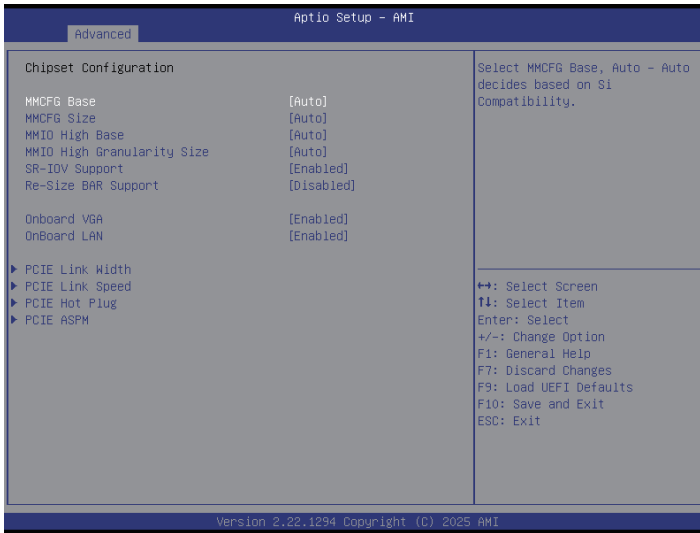 Aptio Setup – AMI
Advanced
Chipset Configuration
MMCFG Base [Auto]
MMCFG Size [Auto]
MMIO High Base [Auto]
MMIO High Granularity Size [Auto]
SR-IOV Support [Enabled]
Re-Size BAR Support [Disabled]
Onboard VGA [Enabled]
OnBoard LAN [Enabled]
PCIE Link Width
PCIE Link Speed
PCIE Hot Plug
PCIE ASPM
Select MMCFG Base, Auto – Auto
decides based on Si
Compatibility.
↔: Select Screen
↑↓: Select Item
Enter: Select
+/-: Change Option
F1: General Help
F7: Discard Changes
F9: Load UEFI Defaults
F10: Save and Exit
ESC: Exit
Version 2.22.1294 Copyright (C) 2025 AMI